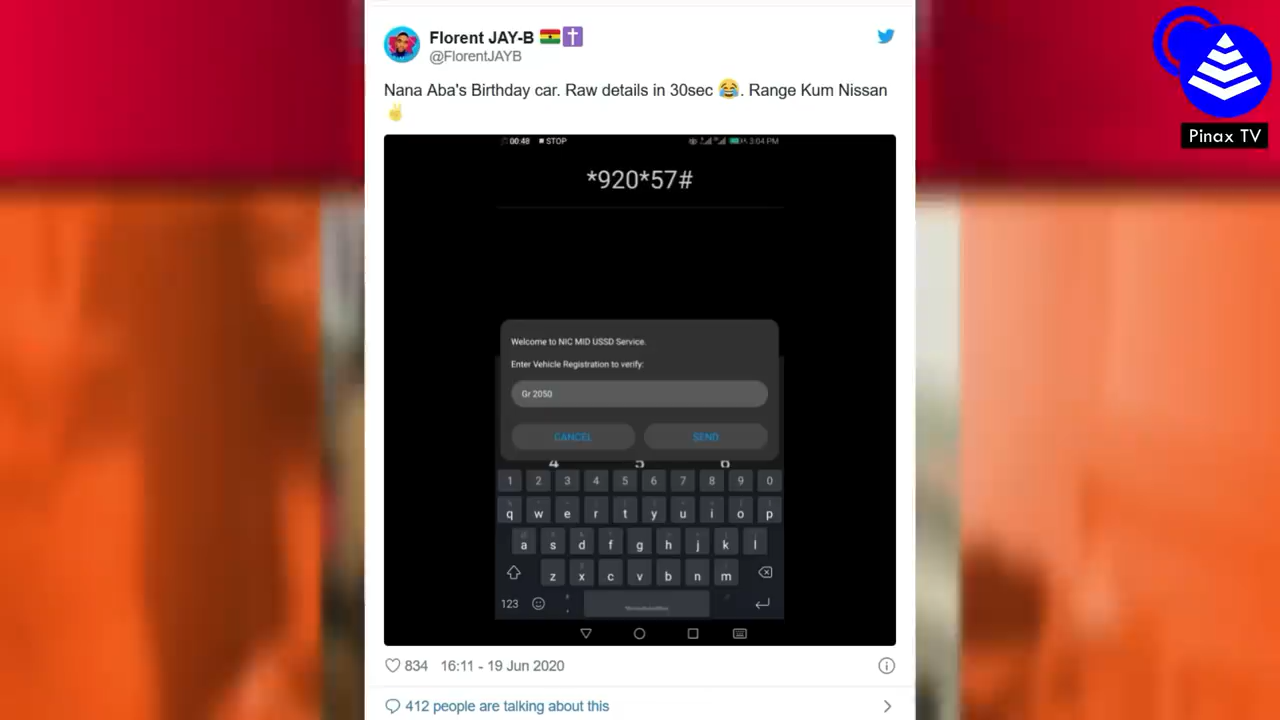 Florent JAY-B 🇬🇭✝️
@FlorentJAYB
Pinax TV
Nana Aba's Birthday car. Raw details in 30sec 😂. Range Kum Nissan
✌
00:48 STOP
3:04 PM
*920*57#
Welcome to NIC MID USSD Service.
Enter Vehicle Registration to verify:
Gr 2050
CANCEL SEND
1 2 3 4 5 6 7 8 9 0
q w e r t y u i o p
a s d f g h j k l
z x c v b n m
123
834 16:11 - 19 Jun 2020
412 people are talking about this